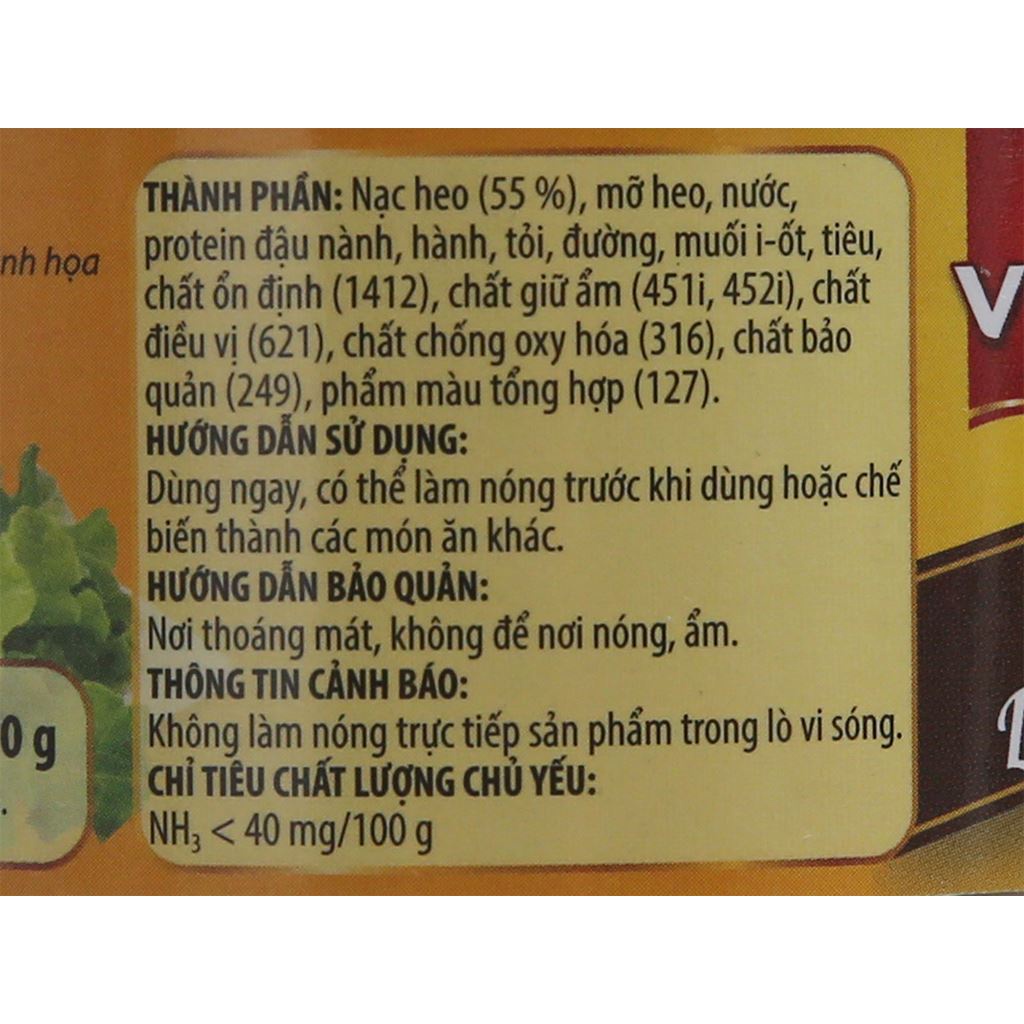 THÀNH PHẦN: Nạc heo (55 %), mỡ heo, nước,
protein đậu nành, hành, tỏi, đường, muối i-ốt, tiêu,
chất ổn định (1412), chất giữ ẩm (451i, 452i), chất
điều vị (621), chất chống oxy hóa (316), chất bảo
quản (249), phẩm màu tổng hợp (127).
HƯỚNG DẪN SỬ DỤNG:
Dùng ngay, có thể làm nóng trước khi dùng hoặc chế
biến thành các món ăn khác.
HƯỚNG DẪN BẢO QUẢN:
Nơi thoáng mát, không để nơi nóng, ẩm.
THÔNG TIN CẢNH BÁO:
Không làm nóng trực tiếp sản phẩm trong lò vi sóng.
CHỈ TIÊU CHẤT LƯỢNG CHỦ YẾU:
NH₃ < 40 mg/100 g
họa
g